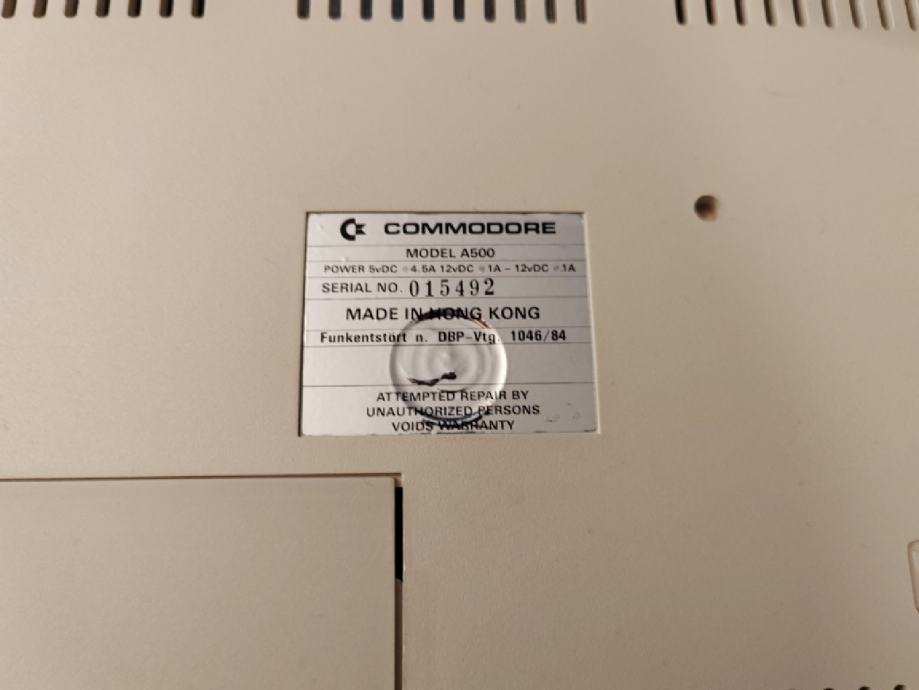 COMMODORE
MODEL A500
POWER 5vDC = 4.5A 12vDC = 1A - 12vDC = .1A
SERIAL NO. 015492
MADE IN HONG KONG
Funkentstört n. DBP-Vtg. 1046/84
ATTEMPTED REPAIR BY
UNAUTHORIZED PERSONS
VOIDS WARRANTY